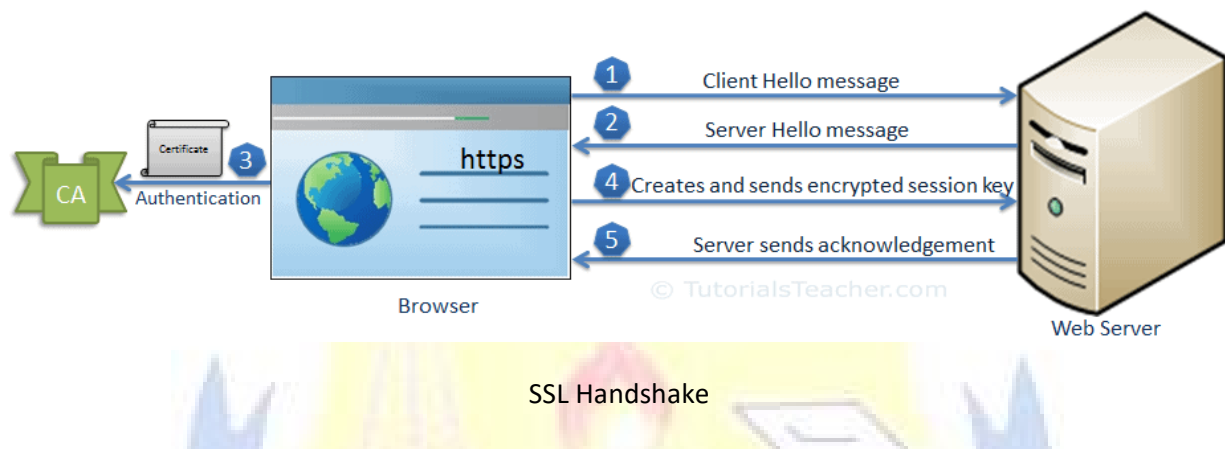 1
Client Hello message
2
Server Hello message
Certificate
3
https
CA
Authentication
4
Creates and sends encrypted session key
5
Server sends acknowledgement
© TutorialsTeacher.com
Browser
Web Server
SSL Handshake